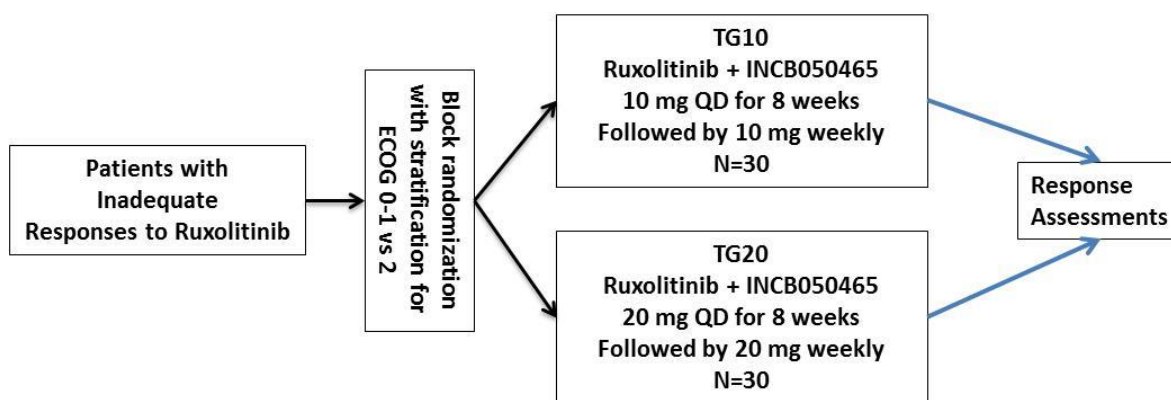 Patients with
Inadequate
Responses to Ruxolitinib
Block randomization
with stratification for
ECOG 0-1 vs 2
TG10
Ruxolitinib + INCB050465
10 mg QD for 8 weeks
Followed by 10 mg weekly
N=30
TG20
Ruxolitinib + INCB050465
20 mg QD for 8 weeks
Followed by 20 mg weekly
N=30
Response
Assessments